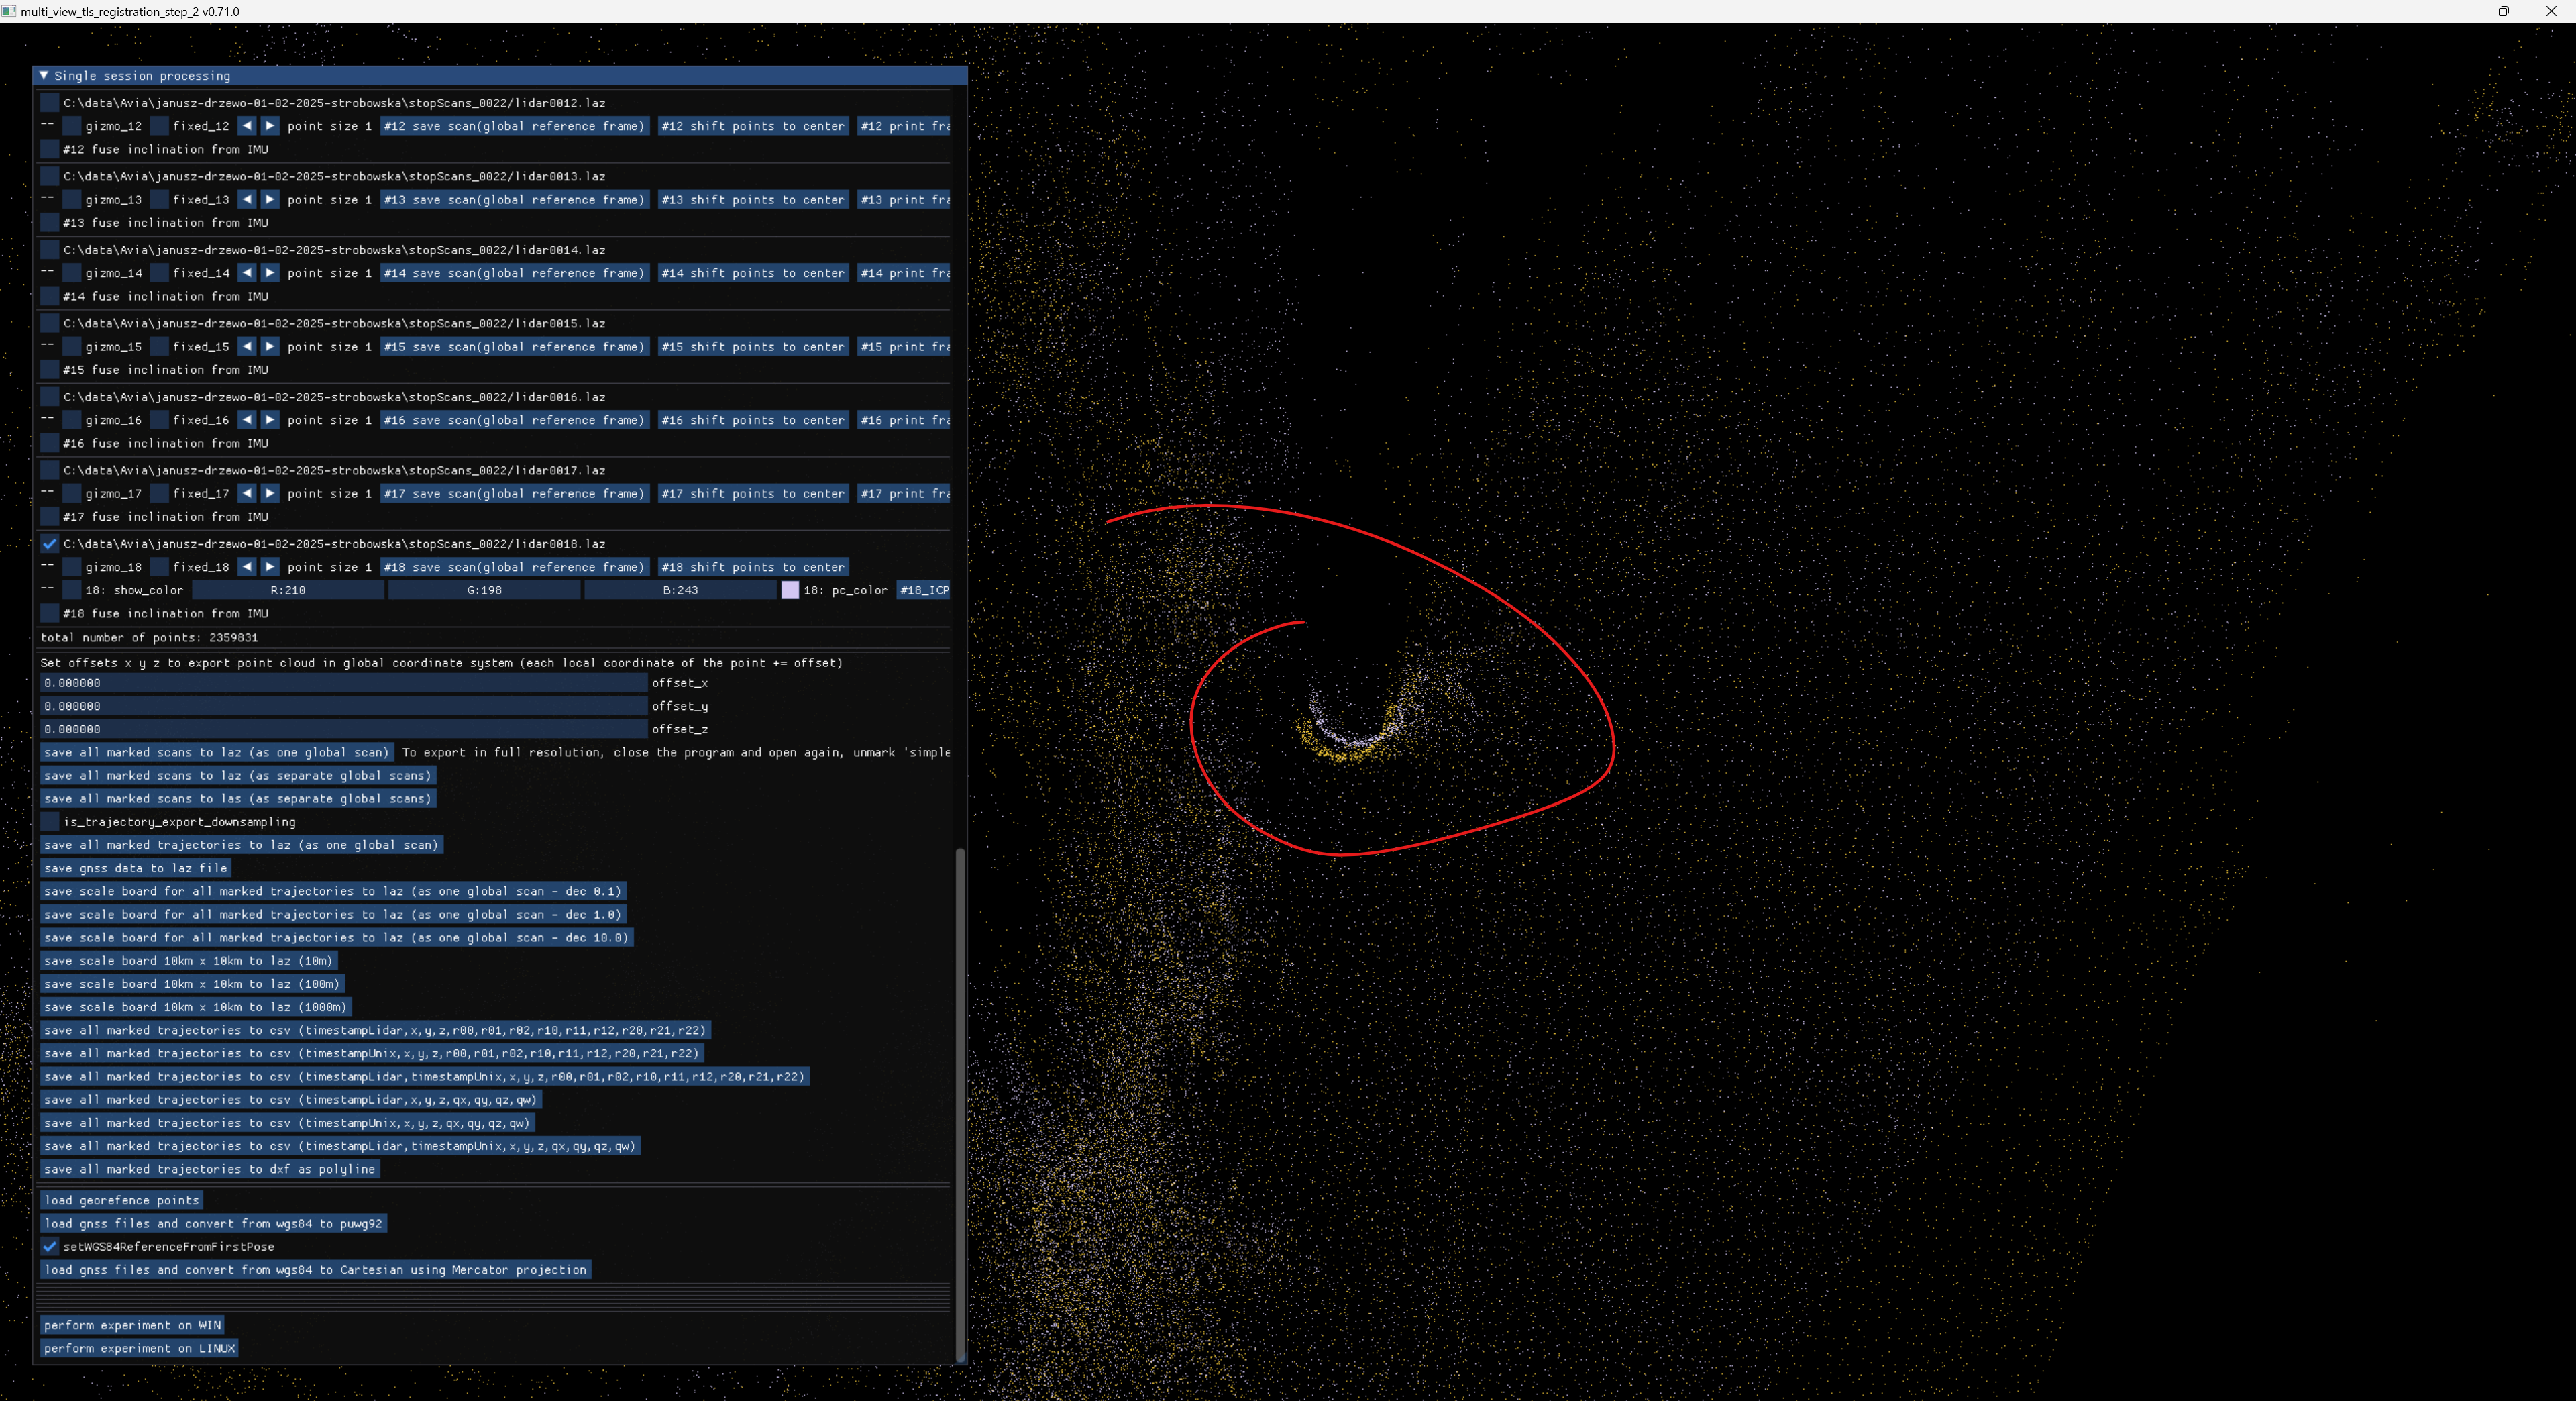 multi_view_tls_registration_step_2 v0.71.0
Single session processing
C:\data\Avia\janusz-drzewo-01-02-2025-strobowska\stopScans_0022/lidar0012.laz
-- gizmo_12 fixed_12 point size 1 #12 save scan(global reference frame) #12 shift points to center #12 print fra
#12 fuse inclination from IMU
C:\data\Avia\janusz-drzewo-01-02-2025-strobowska\stopScans_0022/lidar0013.laz
-- gizmo_13 fixed_13 point size 1 #13 save scan(global reference frame) #13 shift points to center #13 print fra
#13 fuse inclination from IMU
C:\data\Avia\janusz-drzewo-01-02-2025-strobowska\stopScans_0022/lidar0014.laz
-- gizmo_14 fixed_14 point size 1 #14 save scan(global reference frame) #14 shift points to center #14 print fra
#14 fuse inclination from IMU
C:\data\Avia\janusz-drzewo-01-02-2025-strobowska\stopScans_0022/lidar0015.laz
-- gizmo_15 fixed_15 point size 1 #15 save scan(global reference frame) #15 shift points to center #15 print fra
#15 fuse inclination from IMU
C:\data\Avia\janusz-drzewo-01-02-2025-strobowska\stopScans_0022/lidar0016.laz
-- gizmo_16 fixed_16 point size 1 #16 save scan(global reference frame) #16 shift points to center #16 print fra
#16 fuse inclination from IMU
C:\data\Avia\janusz-drzewo-01-02-2025-strobowska\stopScans_0022/lidar0017.laz
-- gizmo_17 fixed_17 point size 1 #17 save scan(global reference frame) #17 shift points to center #17 print fra
#17 fuse inclination from IMU
C:\data\Avia\janusz-drzewo-01-02-2025-strobowska\stopScans_0022/lidar0018.laz
-- gizmo_18 fixed_18 point size 1 #18 save scan(global reference frame) #18 shift points to center
-- 18: show_color R:210 G:198 B:243 18: pc_color #18_ICP
#18 fuse inclination from IMU
total number of points: 2359831
Set offsets x y z to export point cloud in global coordinate system (each local coordinate of the point += offset)
0.000000 offset_x
0.000000 offset_y
0.000000 offset_z
save all marked scans to laz (as one global scan) To export in full resolution, close the program and open again, unmark 'simple
save all marked scans to laz (as separate global scans)
save all marked scans to las (as separate global scans)
is_trajectory_export_downsampling
save all marked trajectories to laz (as one global scan)
save gnss data to laz file
save scale board for all marked trajectories to laz (as one global scan - dec 0.1)
save scale board for all marked trajectories to laz (as one global scan - dec 1.0)
save scale board for all marked trajectories to laz (as one global scan - dec 10.0)
save scale board 10km x 10km to laz (10m)
save scale board 10km x 10km to laz (100m)
save scale board 10km x 10km to laz (1000m)
save all marked trajectories to csv (timestampLidar,x,y,z,r00,r01,r02,r10,r11,r12,r20,r21,r22)
save all marked trajectories to csv (timestampUnix,x,y,z,r00,r01,r02,r10,r11,r12,r20,r21,r22)
save all marked trajectories to csv (timestampLidar,timestampUnix,x,y,z,r00,r01,r02,r10,r11,r12,r20,r21,r22)
save all marked trajectories to csv (timestampLidar,x,y,z,qx,qy,qz,qw)
save all marked trajectories to csv (timestampUnix,x,y,z,qx,qy,qz,qw)
save all marked trajectories to csv (timestampLidar,timestampUnix,x,y,z,qx,qy,qz,qw)
save all marked trajectories to dxf as polyline
load georefence points
load gnss files and convert from wgs84 to puwg92
setWGS84ReferenceFromFirstPose
load gnss files and convert from wgs84 to Cartesian using Mercator projection
perform experiment on WIN
perform experiment on LINUX